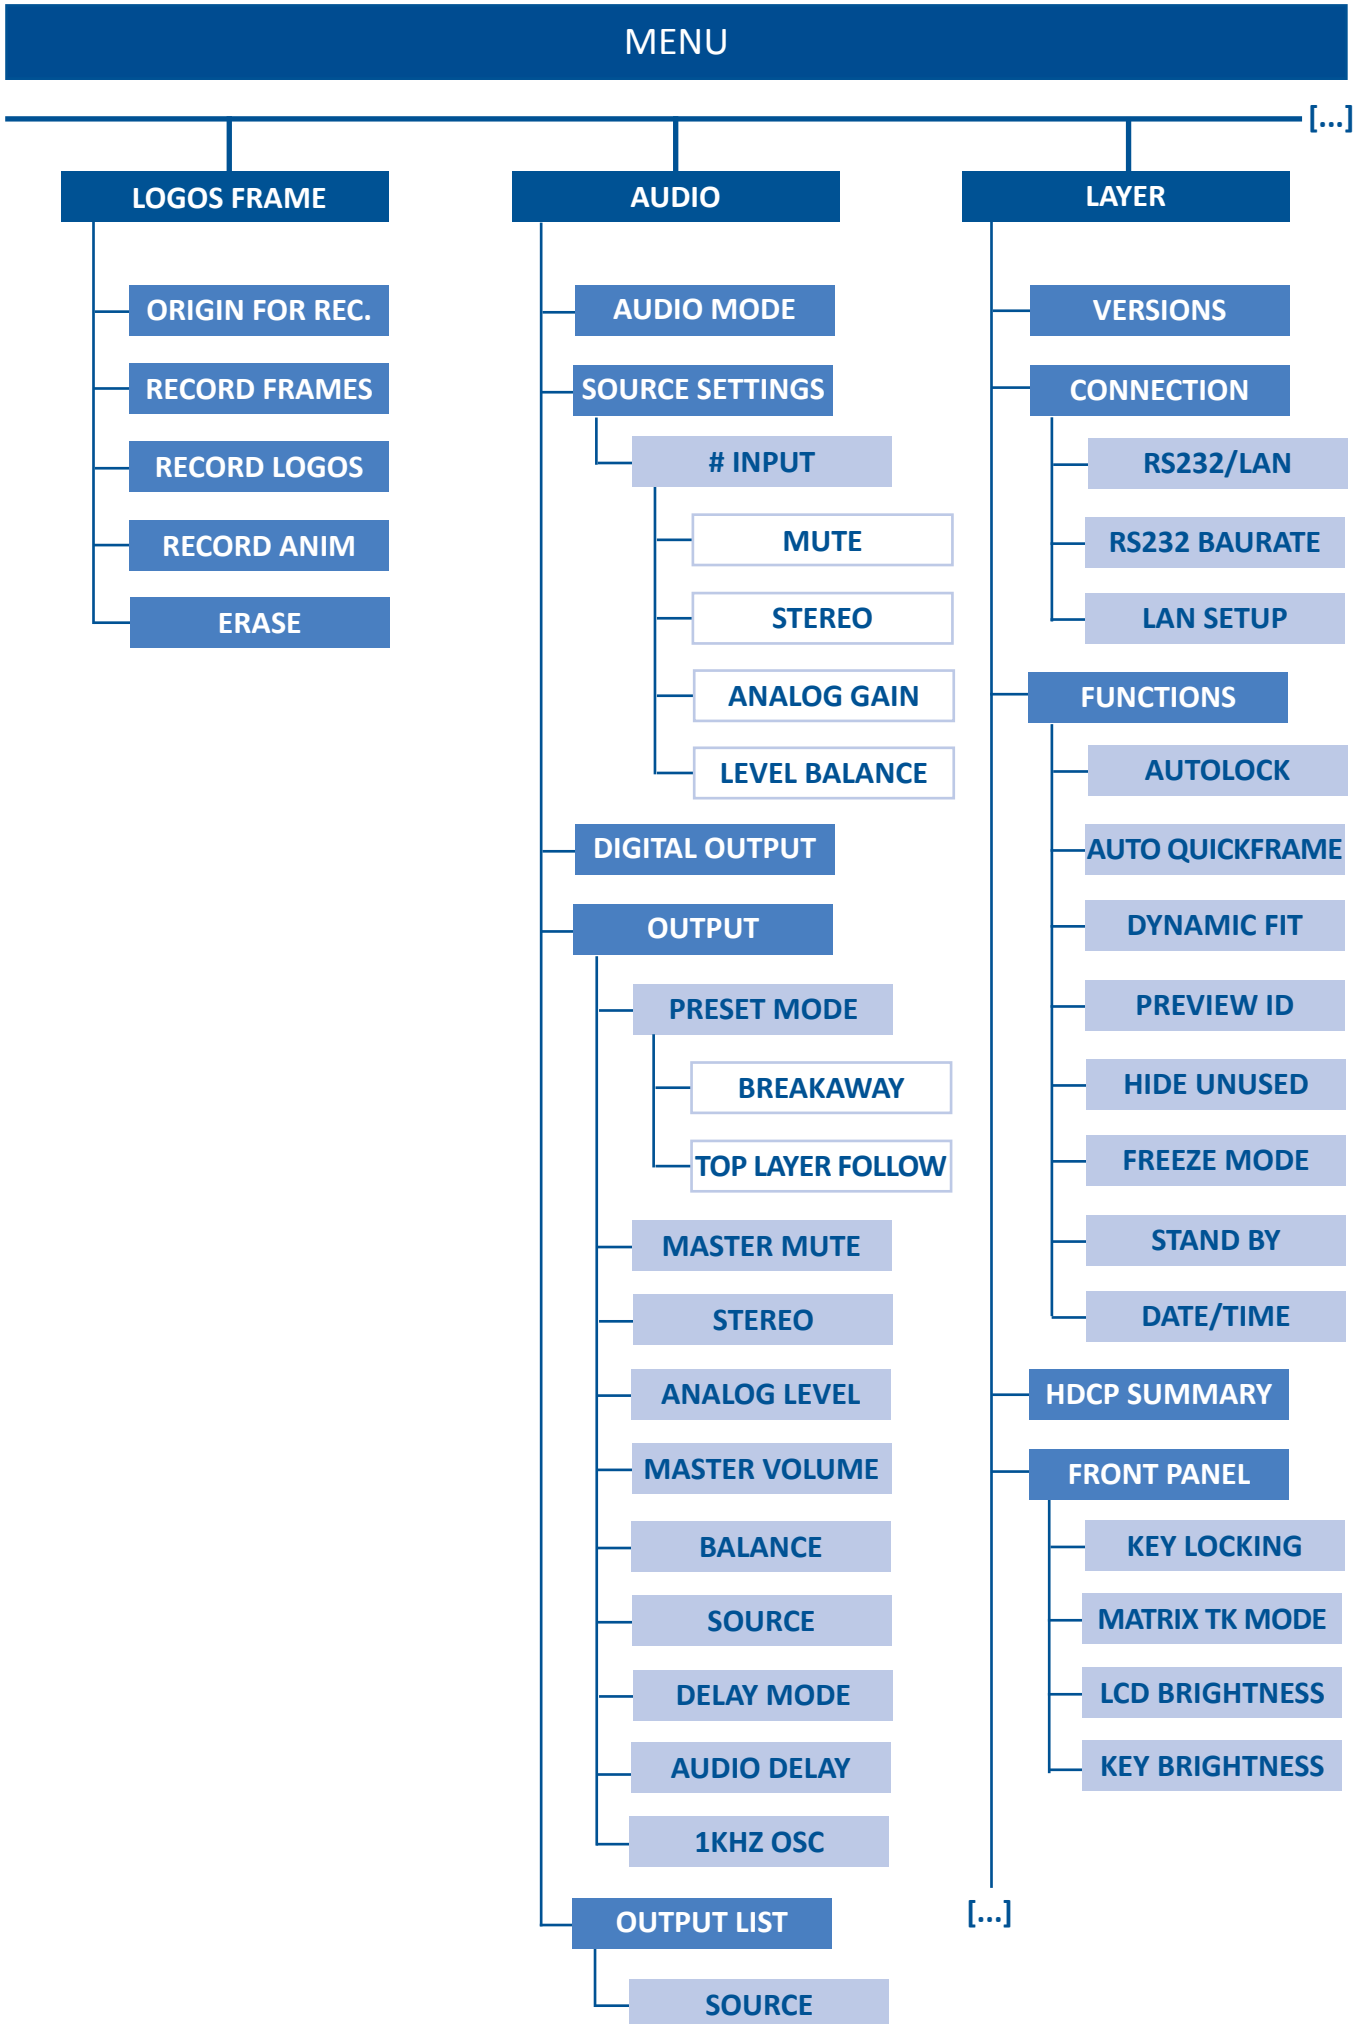 MENU
[...]
LOGOS FRAME
ORIGIN FOR REC.
RECORD FRAMES
RECORD LOGOS
RECORD ANIM
ERASE
AUDIO
AUDIO MODE
SOURCE SETTINGS
# INPUT
MUTE
STEREO
ANALOG GAIN
LEVEL BALANCE
DIGITAL OUTPUT
OUTPUT
PRESET MODE
BREAKAWAY
TOP LAYER FOLLOW
MASTER MUTE
STEREO
ANALOG LEVEL
MASTER VOLUME
BALANCE
SOURCE
DELAY MODE
AUDIO DELAY
1KHZ OSC
OUTPUT LIST
SOURCE
LAYER
VERSIONS
CONNECTION
RS232/LAN
RS232 BAURATE
LAN SETUP
FUNCTIONS
AUTOLOCK
AUTO QUICKFRAME
DYNAMIC FIT
PREVIEW ID
HIDE UNUSED
FREEZE MODE
STAND BY
DATE/TIME
HDCP SUMMARY
FRONT PANEL
KEY LOCKING
MATRIX TK MODE
LCD BRIGHTNESS
KEY BRIGHTNESS
[...]